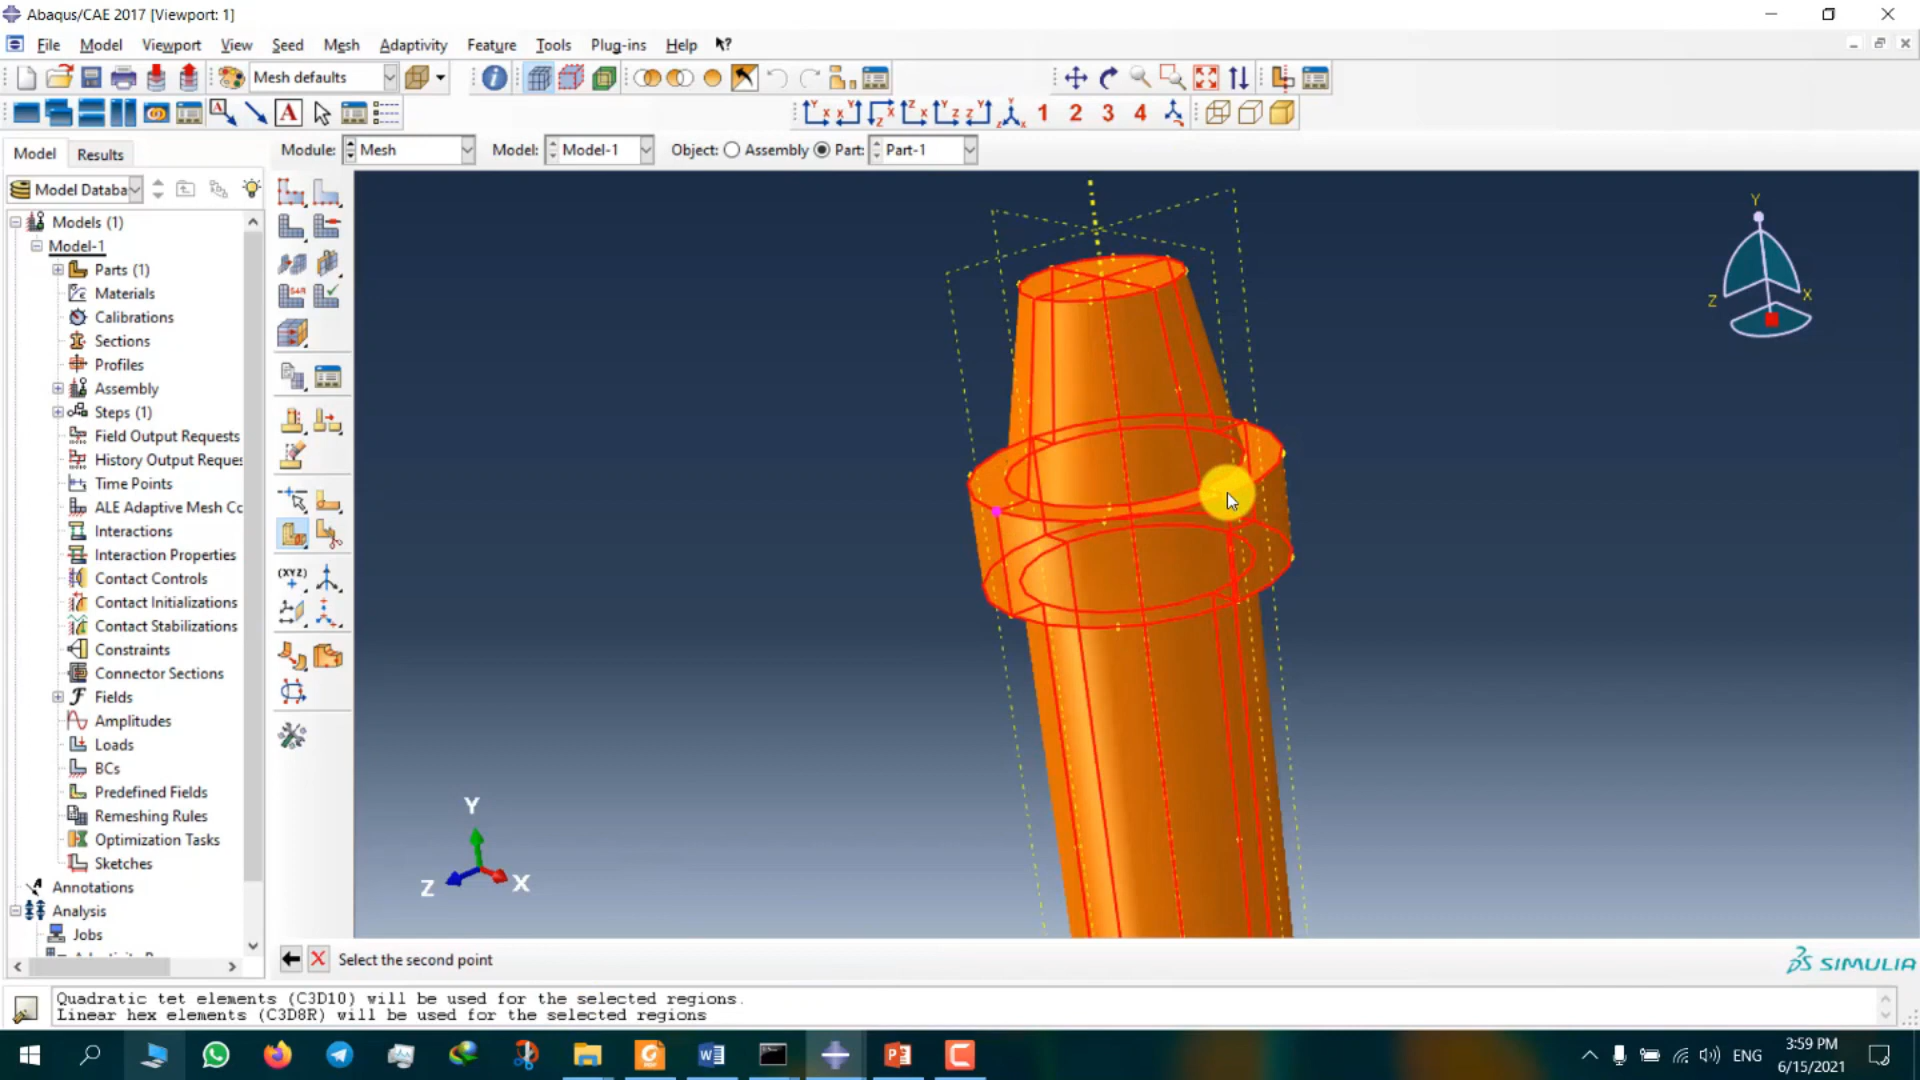 Abaqus/CAE 2017 [Viewport: 1]
File Model Viewport View Seed Mesh Adaptivity Feature Tools Plug-ins Help
Mesh defaults
1 2 3 4
Model Results
Module: Mesh Model: Model-1 Object: Assembly Part: Part-1
Model Databa
Models (1)
Model-1
Parts (1)
Materials
Calibrations
Sections
Profiles
Assembly
Steps (1)
Field Output Requests
History Output Reques
Time Points
ALE Adaptive Mesh Co
Interactions
Interaction Properties
Contact Controls
Contact Initializations
Contact Stabilizations
Constraints
Connector Sections
Fields
Amplitudes
Loads
BCs
Predefined Fields
Remeshing Rules
Optimization Tasks
Sketches
Annotations
Analysis
Jobs
(XYZ)
Y
Z
X
Y
Z
X
Select the second point
SIMULIA
Quadratic tet elements (C3D10) will be used for the selected regions.
Linear hex elements (C3D8R) will be used for the selected regions
ENG
3:59 PM
6/15/2021